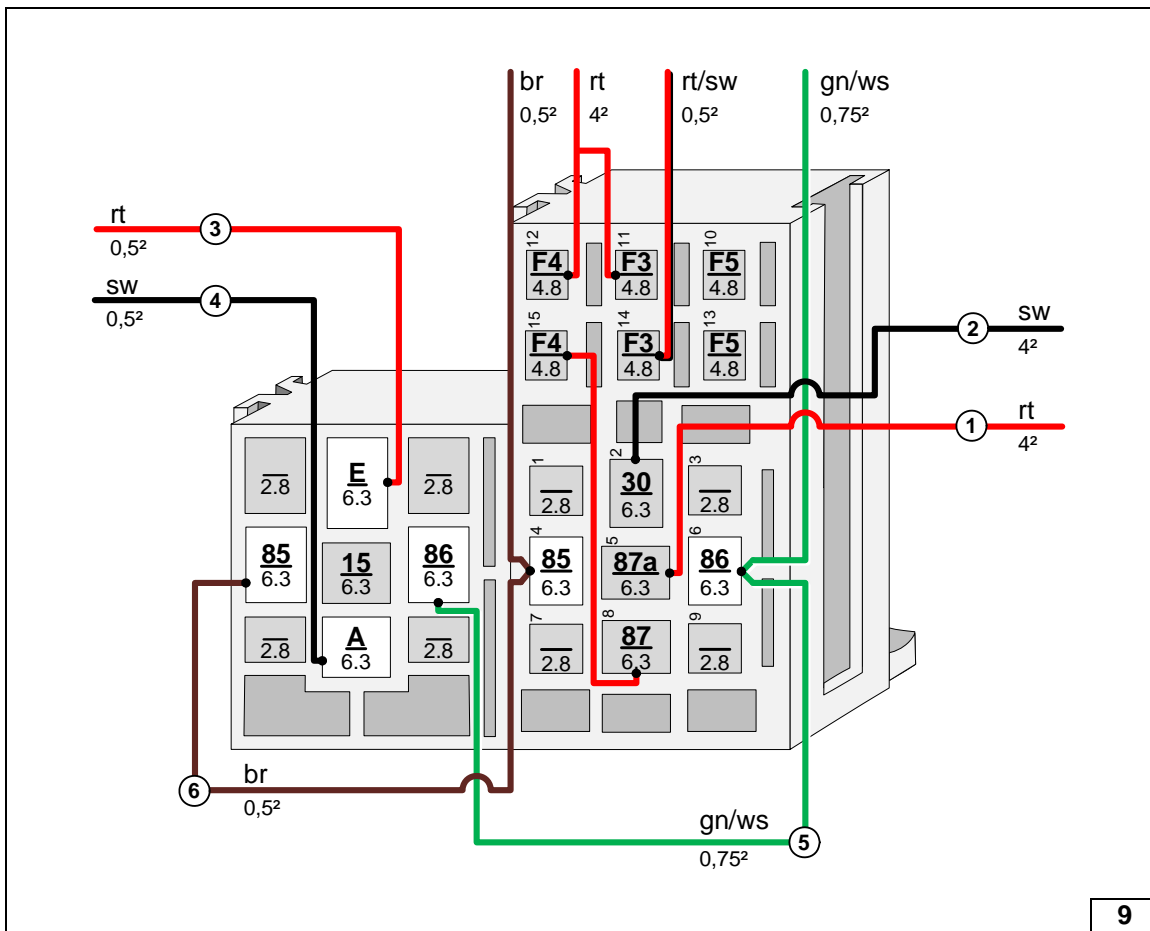 br rt rt/sw gn/ws
0,5² 4² 0,5² 0,75²
rt 3
0,5²
sw 4
0,5²
12 11 10
F4 F3 F5
4.8 4.8 4.8
15 14 13
F4 F3 F5
4.8 4.8 4.8
2 sw
4²
1 rt
4²
E
2.8 6.3 2.8
85 15 86
6.3 6.3 6.3
A
2.8 6.3 2.8
1 2 3
30
2.8 6.3 2.8
4 5 6
85 87a 86
6.3 6.3 6.3
7 8 9
87
2.8 6.3 2.8
6 br
0,5²
gn/ws 5
0,75²
9